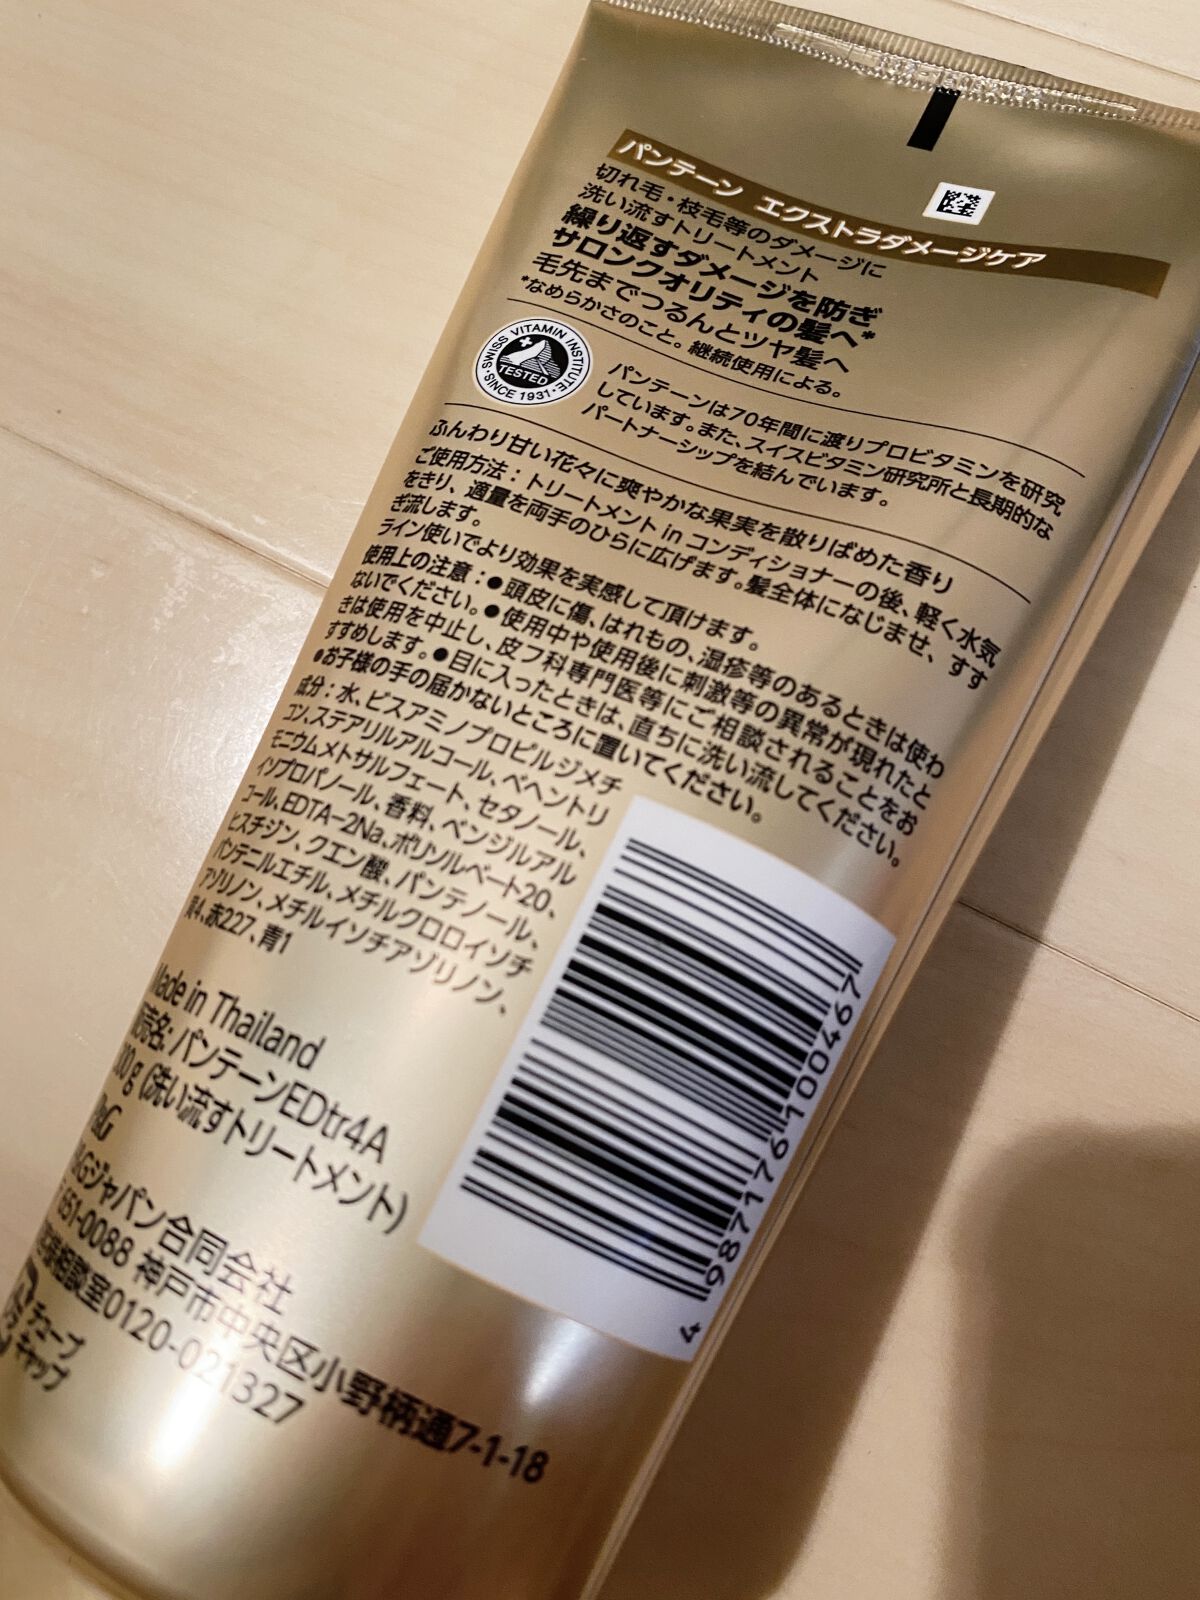 パンテーン エクストラダメージケア
切れ毛・枝毛等のダメージに
洗い流すトリートメント
繰り返すダメージを防ぎ
サロンクオリティの髪へ*
毛先までつるんとツヤ髪へ
*なめらかさのこと。継続使用による。
SWISS VITAMIN INSTITUTE
TESTED
SINCE 1931
パンテーンは70年間に渡りプロビタミンを研究
しています。また、スイスビタミン研究所と長期的な
パートナーシップを結んでいます。
ふんわり甘い花々に爽やかな果実を散りばめた香り
ご使用方法：トリートメント in コンディショナーの後、軽く水気
をきり、適量を両手のひらに広げます。髪全体になじませ、すす
ぎ流します。
ライン使いでより効果を実感して頂けます。
使用上の注意：●頭皮に傷、はれもの、湿疹等のあるときは使わ
ないでください。●使用中や使用後に刺激等の異常が現れたと
きは使用を中止し、皮フ科専門医等にご相談されることをお
すすめします。●目に入ったときは、直ちに洗い流してください。
●お子様の手の届かないところに置いてください。
成分：水、ビスアミノプロピルジメチ
コン、ステアリルアルコール、ベヘントリ
モニウムメトサルフェート、セタノール、
イソプロパノール、香料、ベンジルアル
コール、EDTA-2Na、ポリソルベート20、
ヒスチジン、クエン酸、パンテノール、
パンテニルエチル、メチルクロロイソチ
アゾリノン、メチルイソチアゾリノン、
黄4、赤227、青1
Made in Thailand
販売名：パンテーンEDtr4A
(洗い流すトリートメント)
P&G
P&Gジャパン合同会社
651-0088 神戸市中央区小野柄通7-1-18
お客様相談室0120-021327
チューブ
キャップ
4 987176 100467